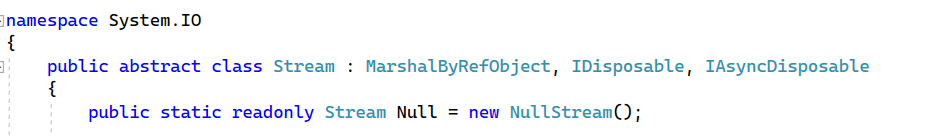 namespace System.IO
{
public abstract class Stream : MarshalByRefObject, IDisposable, IAsyncDisposable
{
public static readonly Stream Null = new NullStream();